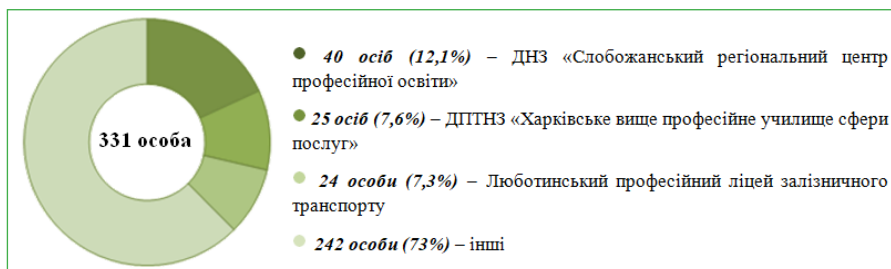 331 особа
40 осіб (12,1%) – ДНЗ «Слобожанський регіональний центр
професійної освіти»
25 осіб (7,6%) – ДПТНЗ «Харківське вище професійне училище сфери
послуг»
24 особи (7,3%) – Люботинський професійний ліцей залізничного
транспорту
242 особи (73%) – інші